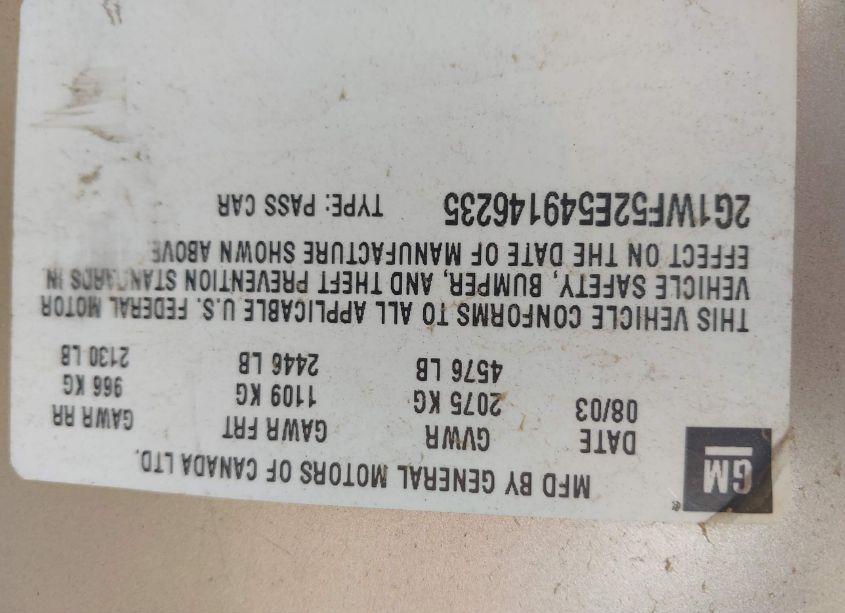 GM
MFD BY GENERAL MOTORS OF CANADA LTD.
DATE GVWR GAWR FRT GAWR RR
08/03 2075 KG 1109 KG 966 KG
4576 LB 2446 LB 2130 LB
THIS VEHICLE CONFORMS TO ALL APPLICABLE U.S. FEDERAL MOTOR
VEHICLE SAFETY, BUMPER, AND THEFT PREVENTION STANDARDS IN
EFFECT ON THE DATE OF MANUFACTURE SHOWN ABOVE
2G1WF52E549146235 TYPE: PASS CAR